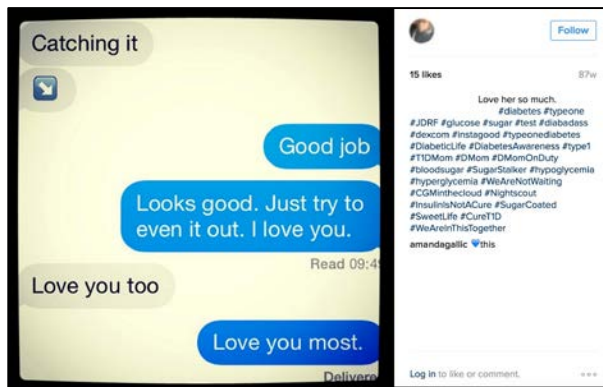 Catching it
↘
Good job
Looks good. Just try to
even it out. I love you.
Read 09:4
Love you too
Love you most.
Delivere
Follow
15 likes
87w
Love her so much.
#diabetes #typeone
#JDRF #glucose #sugar #test #diabadass
#dexcom #instagood #typeonediabetes
#DiabeticLife #DiabetesAwareness #type1
#T1DMom #DMom #DMomOnDuty
#bloodsugar #SugarStalker #hypoglycemia
#hyperglycemia #WeAreNotWaiting
#CGMinthecloud #Nightscout
#InsulinIsNotACure #SugarCoated
#SweetLife #CureT1D
#WeAreInThisTogether
amandagallic 💙this
Log in to like or comment.